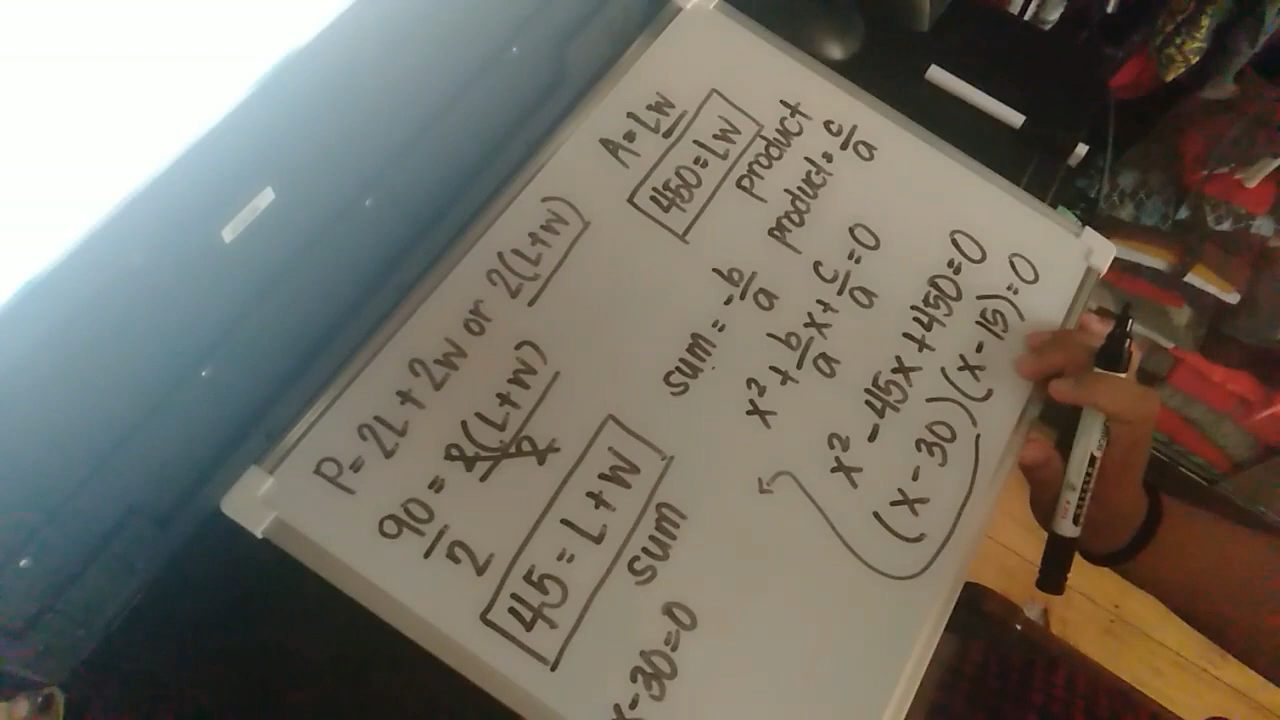 P=2L+2W or 2(L+W)
90/2 = 2(L+W)/2
45=L+W
sum
x-30=0
A=LW
450=LW
product
sum = -b/a
product = c/a
x² + b/a x + c/a = 0
x² - 45x + 450 = 0
(x - 30)(x - 15) = 0